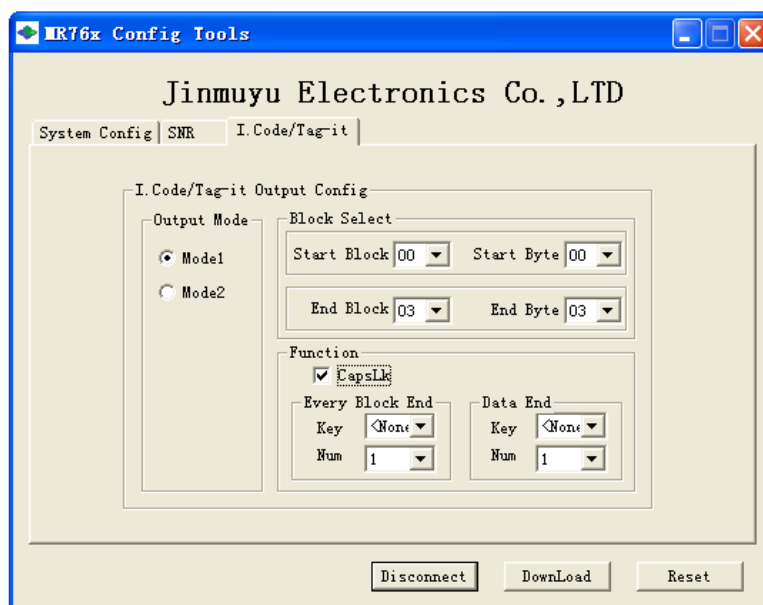 MR76x Config Tools
Jinmuyu Electronics Co.,LTD
System Config SNR I.Code/Tag-it
I.Code/Tag-it Output Config
Output Mode
Mode1
Mode2
Block Select
Start Block 00 Start Byte 00
End Block 03 End Byte 03
Function
CapsLk
Every Block End
Key <None
Num 1
Data End
Key <None
Num 1
Disconnect DownLoad Reset